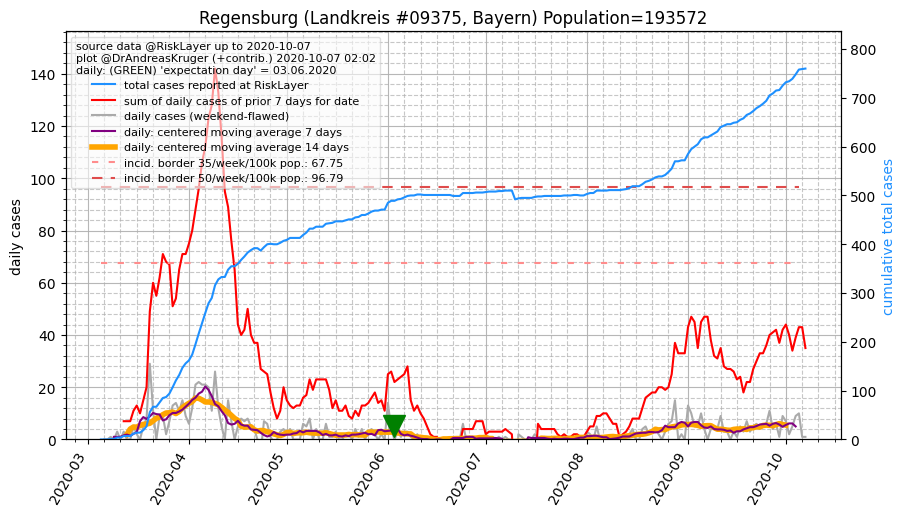 Regensburg (Landkreis #09375, Bayern) Population=193572
source data @RiskLayer up to 2020-10-07
plot @DrAndreasKruger (+contrib.) 2020-10-07 02:02
daily: (GREEN) 'expectation day' = 03.06.2020
total cases reported at RiskLayer
sum of daily cases of prior 7 days for date
daily cases (weekend-flawed)
daily: centered moving average 7 days
daily: centered moving average 14 days
incid. border 35/week/100k pop.: 67.75
incid. border 50/week/100k pop.: 96.79
daily cases
140
120
100
80
60
40
20
0
cumulative total cases
800
700
600
500
400
300
200
100
0
2020-03
2020-04
2020-05
2020-06
2020-07
2020-08
2020-09
2020-10